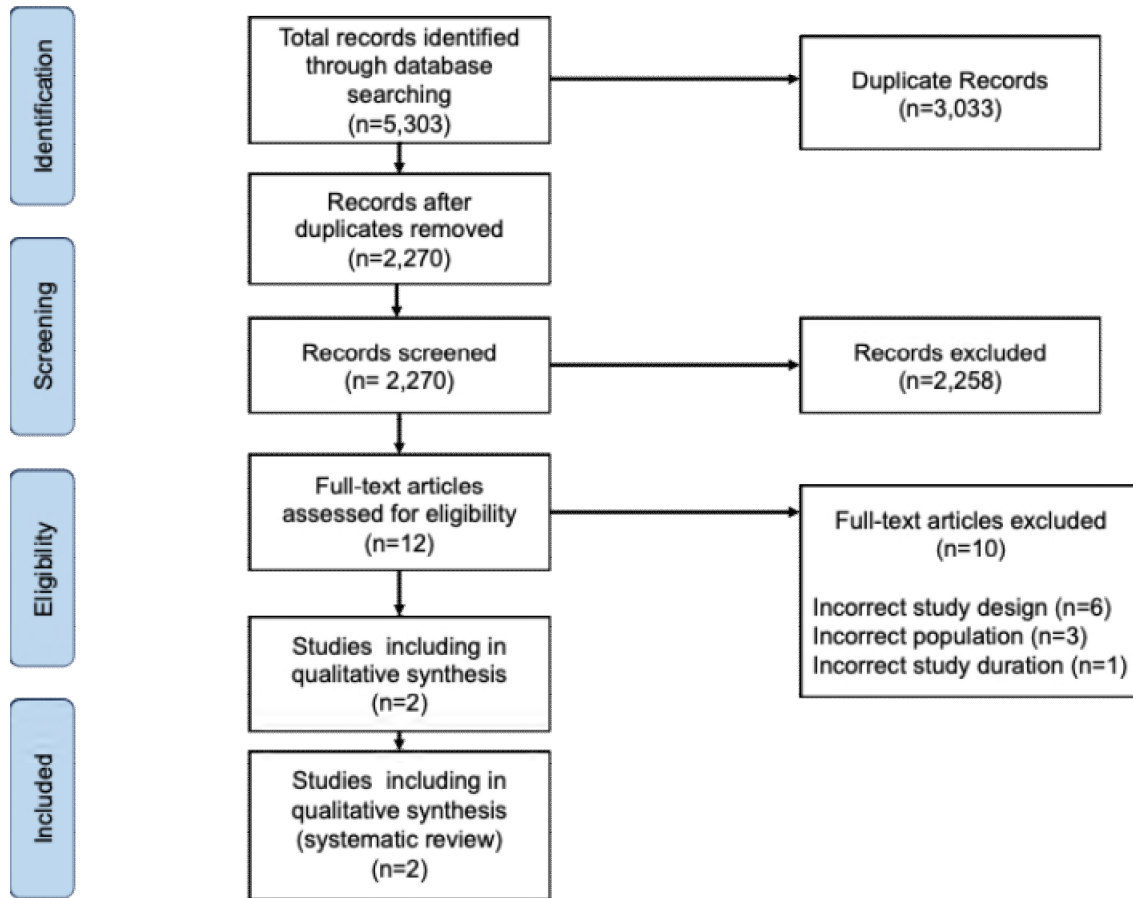 Identification
Total records identified
through database
searching
(n=5,303)
Duplicate Records
(n=3,033)
Records after
duplicates removed
(n=2,270)
Screening
Records screened
(n= 2,270)
Records excluded
(n=2,258)
Eligibility
Full-text articles
assessed for eligibility
(n=12)
Full-text articles excluded
(n=10)
Incorrect study design (n=6)
Incorrect population (n=3)
Incorrect study duration (n=1)
Studies including in
qualitative synthesis
(n=2)
Included
Studies including in
qualitative synthesis
(systematic review)
(n=2)